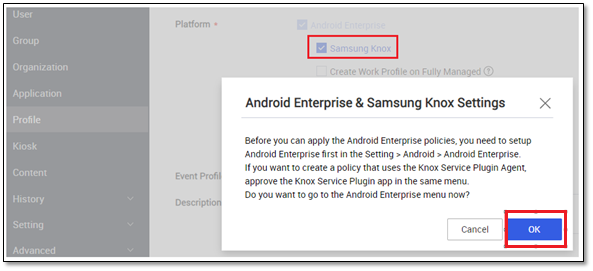 User
Group
Organization
Application
Profile
Kiosk
Content
History
Setting
Advanced
Platform *
Android Enterprise
Samsung Knox
Create Work Profile on Fully Managed ?
Event Profile
Description
Android Enterprise & Samsung Knox Settings
Before you can apply the Android Enterprise policies, you need to setup
Android Enterprise first in the Setting > Android > Android Enterprise.
If you want to create a policy that uses the Knox Service Plugin Agent,
approve the Knox Service Plugin app in the same menu.
Do you want to go to the Android Enterprise menu now?
Cancel
OK